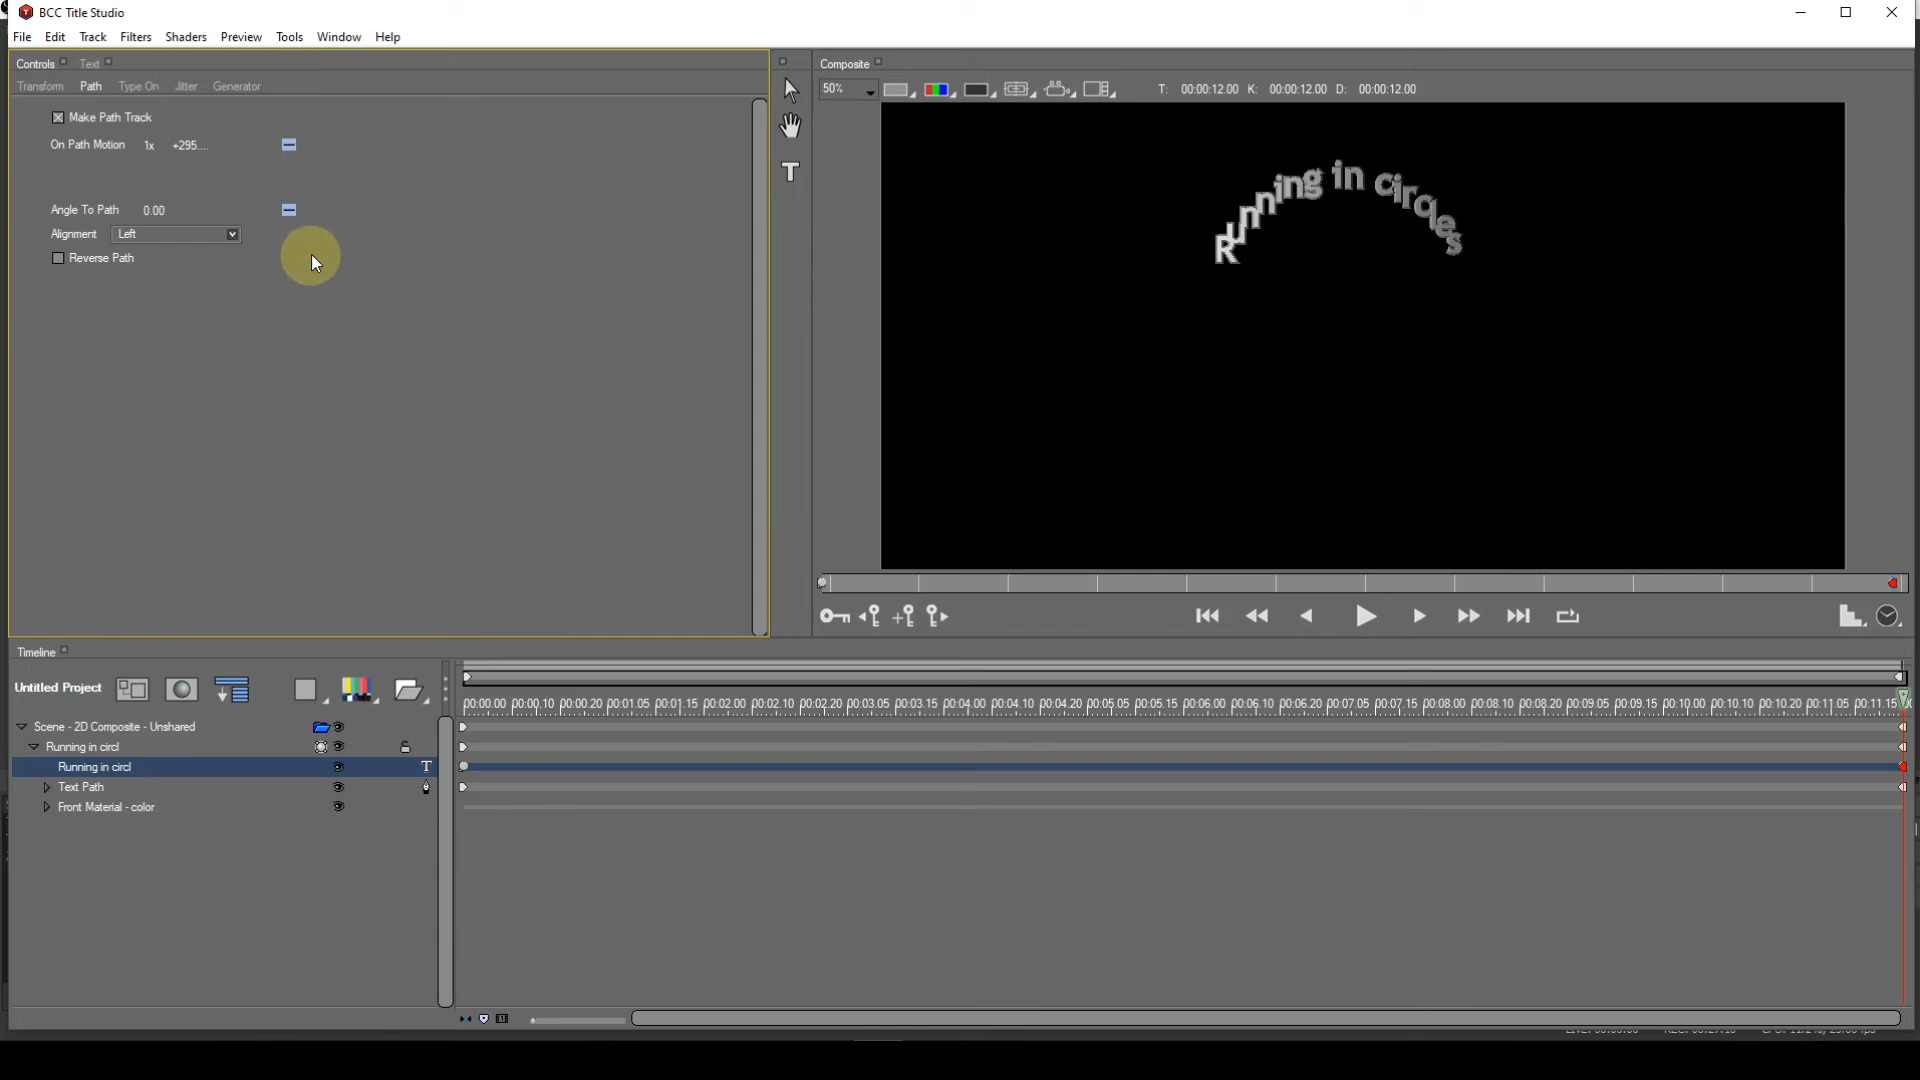 BCC Title Studio
File Edit Track Filters Shaders Preview Tools Window Help
Controls Text
Transform Path Type On Jitter Generator
Make Path Track
On Path Motion 1x +295....
Angle To Path 0.00
Alignment Left
Reverse Path
Composite
50% T: 00:00:12.00 K: 00:00:12.00 D: 00:00:12.00
Running in circles
T
Timeline
Untitled Project
00:00.00 00:00.10 00:00.20 00:01.05 00:01.15 00:02.00 00:02.10 00:02.20 00:03.05 00:03.15 00:04.00 00:04.10 00:04.20 00:05.05 00:05.15 00:06.00 00:06.10 00:06.20 00:07.05 00:07.15 00:08.00 00:08.10 00:08.20 00:09.05 00:09.15 00:10.00 00:10.10 00:10.20 00:11.05 00:11.15
Scene - 2D Composite - Unshared
Running in circl
Running in circl T
Text Path
Front Material - color